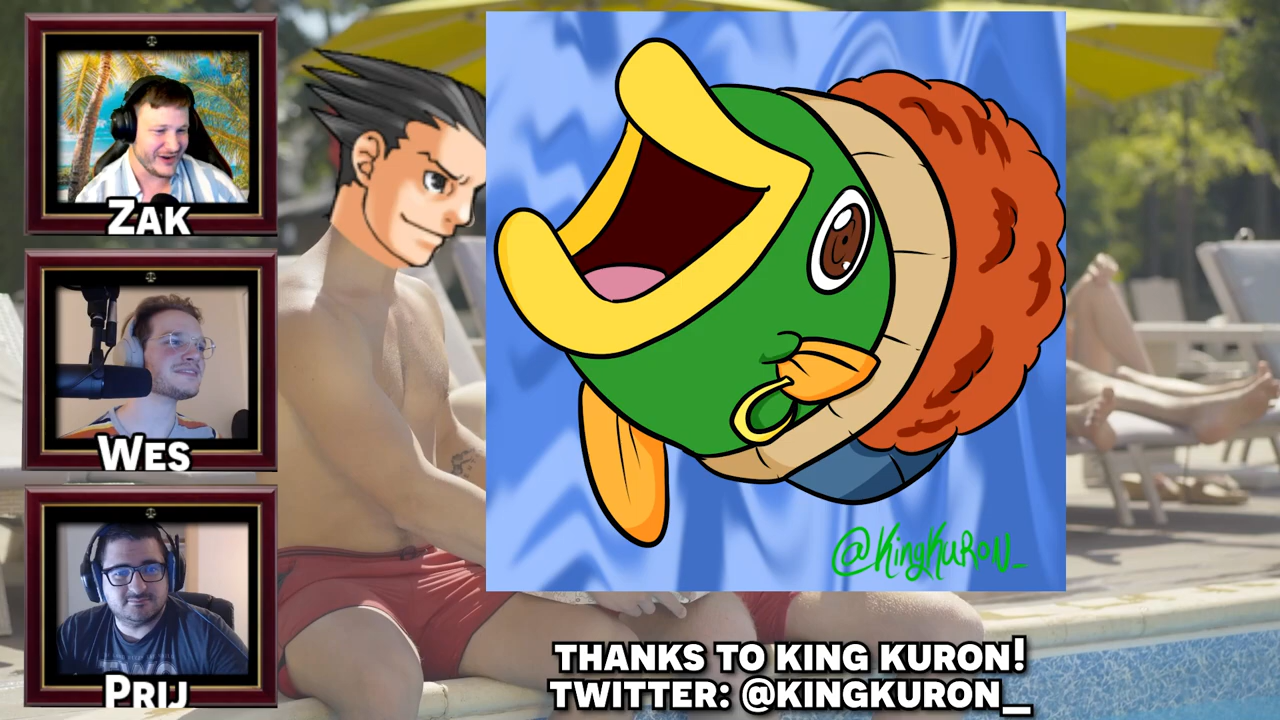 ZAK
WES
PRIJ
@KingKuRoN_
THANKS TO KING KURON!
TWITTER: @KINGKURON_